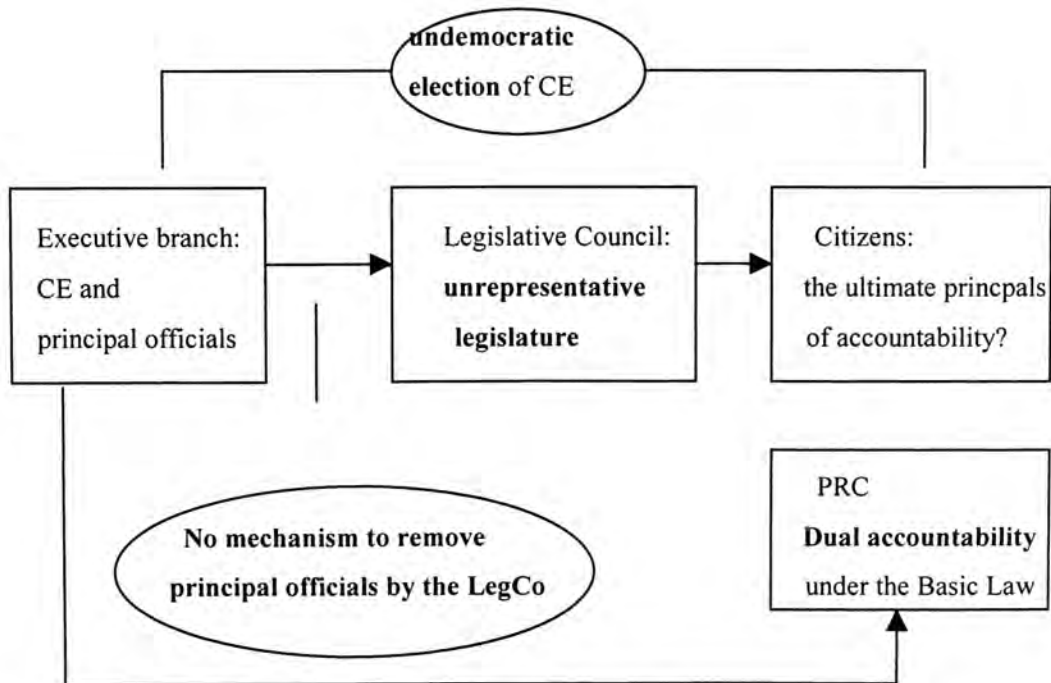 undemocratic
election of CE
Executive branch:
CE and
principal officials
Legislative Council:
unrepresentative
legislature
Citizens:
the ultimate princpals
of accountability?
No mechanism to remove
principal officials by the LegCo
PRC
Dual accountability
under the Basic Law